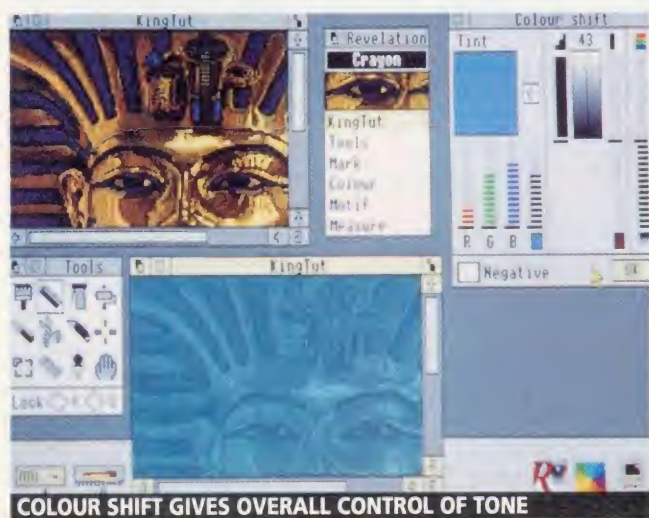 KingTut
Revelation
Crayon
KingTut
Tools
Mark
Colour
Motif
Measure
Colour shift
Tint
43
R G B
Negative
OK
Tools
Lock
KingTut
COLOUR SHIFT GIVES OVERALL CONTROL OF TONE